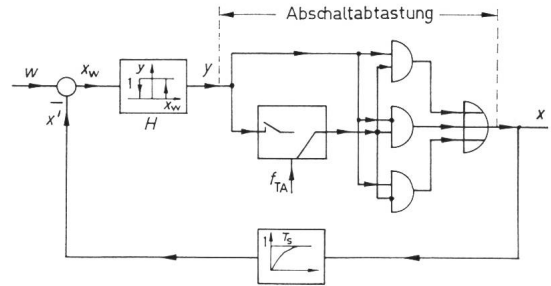 Abschaltabtastung
w
x_w
y
1
x_w
H
y
x'
f_TA
x
1
T_s